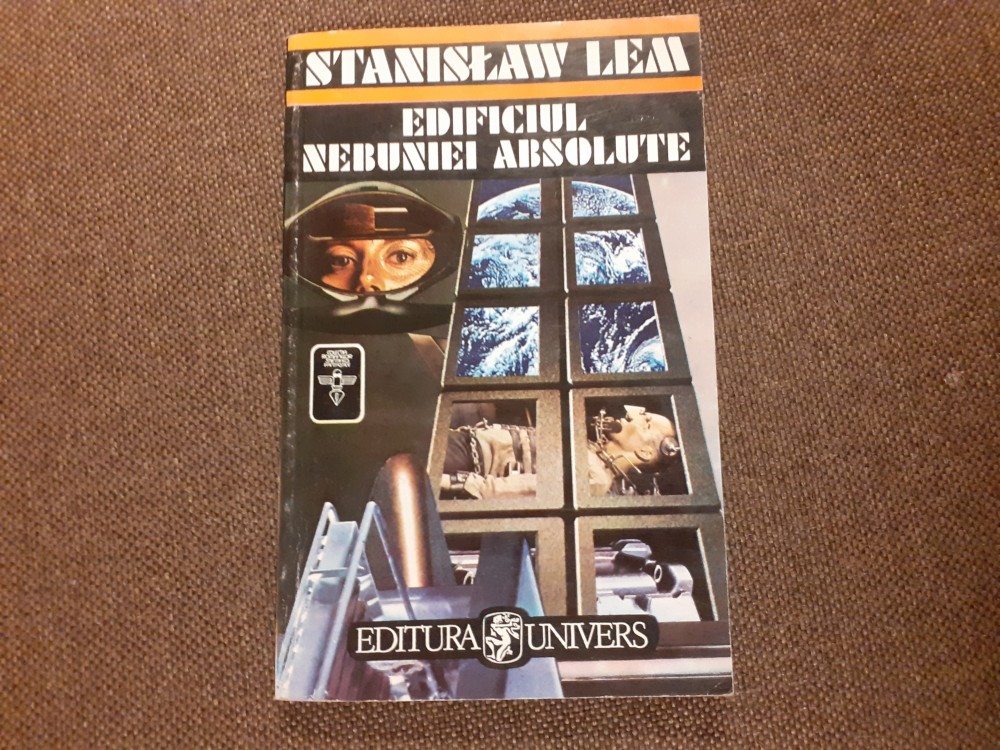 STANISŁAW LEM
EDIFICIUL
NEBUNIEI ABSOLUTE
EDITURA UNIVERS